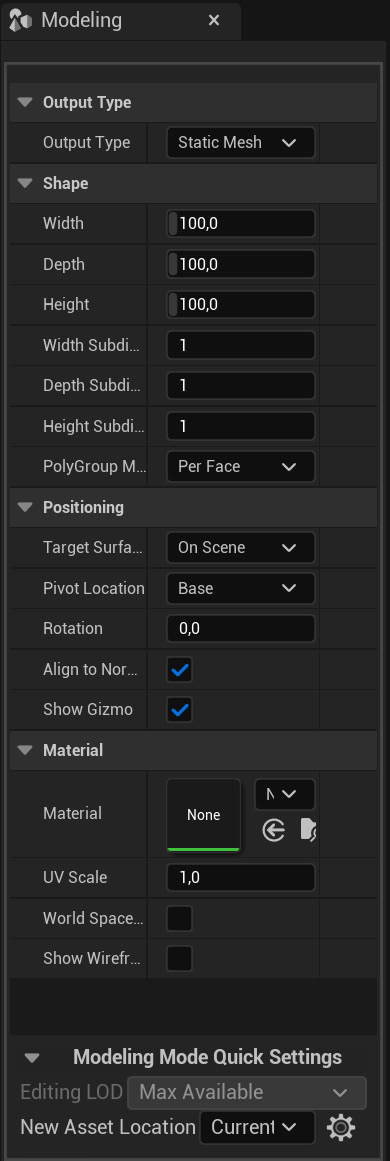 Modeling
Output Type
Output Type Static Mesh
Shape
Width 100,0
Depth 100,0
Height 100,0
Width Subdi... 1
Depth Subdi... 1
Height Subdi... 1
PolyGroup M... Per Face
Positioning
Target Surfa... On Scene
Pivot Location Base
Rotation 0,0
Align to Nor...
Show Gizmo
Material
Material None
UV Scale 1,0
World Space...
Show Wirefr...
Modeling Mode Quick Settings
Editing LOD Max Available
New Asset Location Current